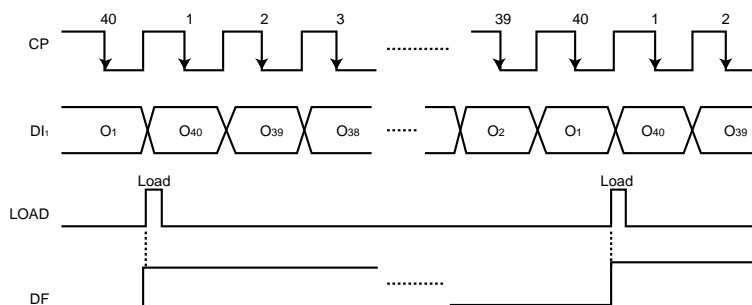 40 1 2 3 39 40 1 2
CP
DI1 O1 O40 O39 O38 O2 O1 O40 O39
Load Load
LOAD
DF